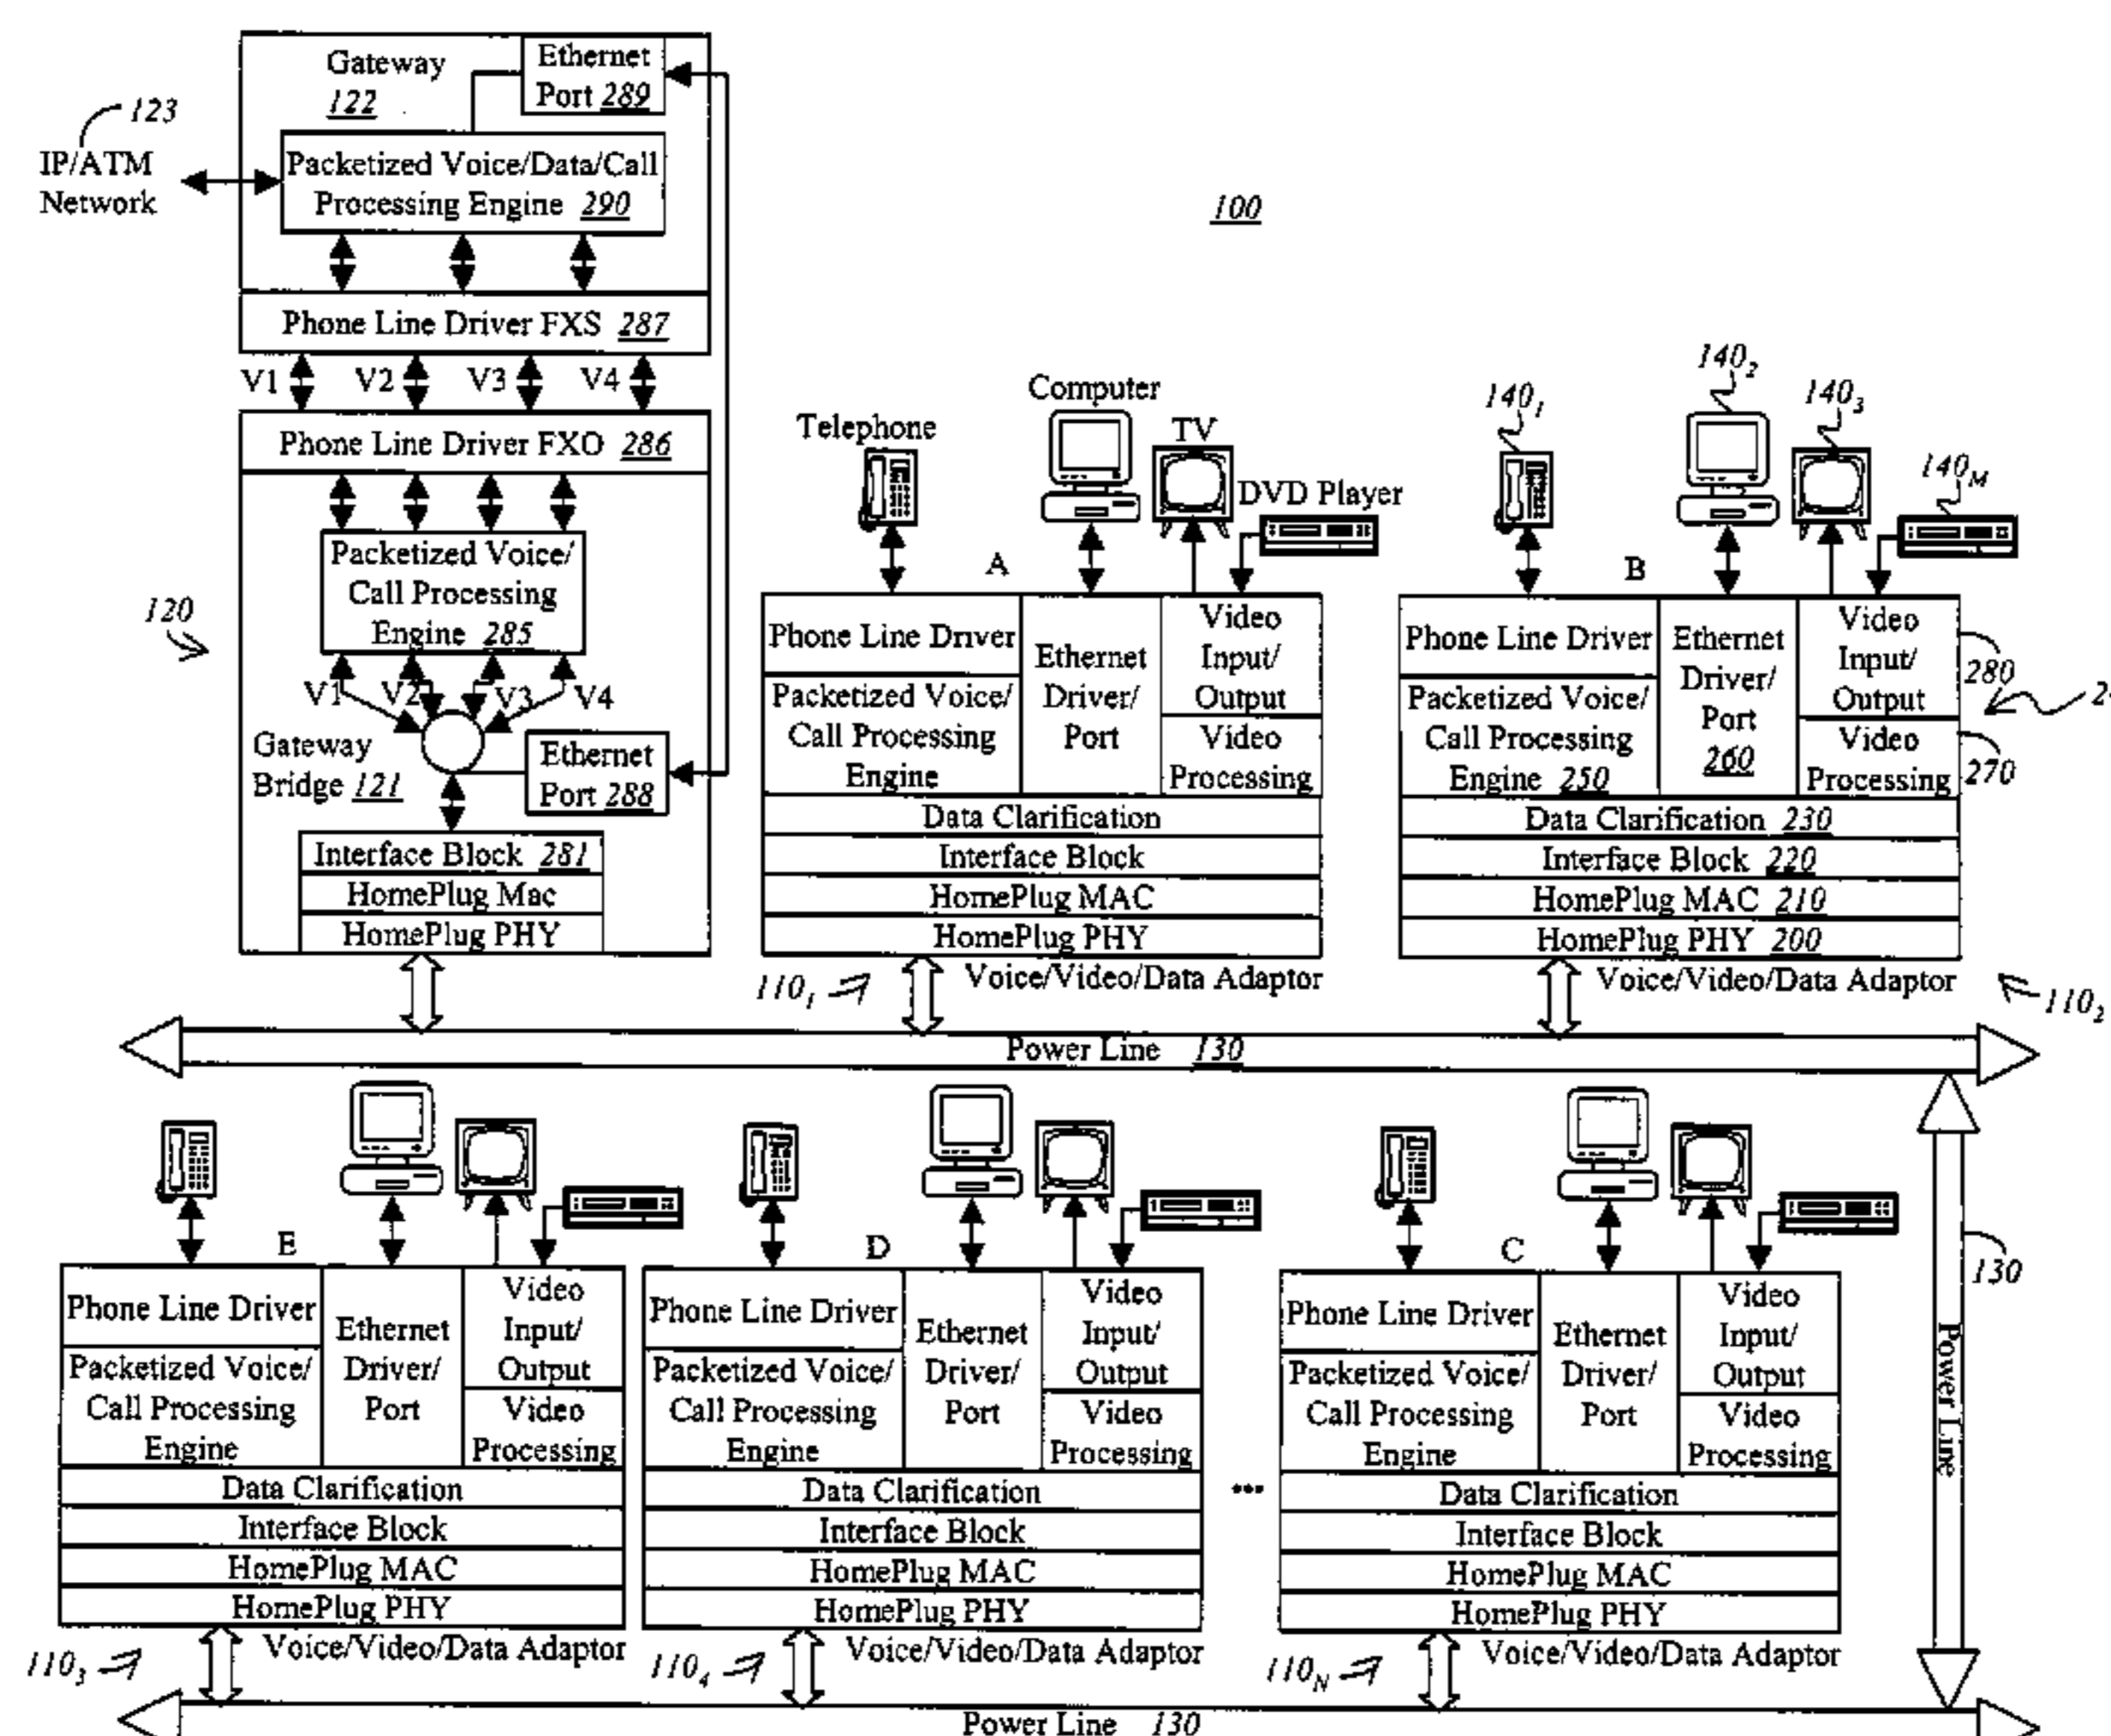 Gateway
122
Ethernet
Port 289
123
IP/ATM
Network
Packetized Voice/Data/Call
Processing Engine 290
100
Phone Line Driver FXS 287
V1 V2 V3 V4
Phone Line Driver FXO 286
Packetized Voice/
Call Processing
Engine 285
120
V1 V2 V3 V4
Gateway
Bridge 121
Ethernet
Port 288
Interface Block 281
HomePlug Mac
HomePlug PHY
Telephone
Computer
TV
DVD Player
A
Phone Line Driver
Packetized Voice/
Call Processing
Engine
Ethernet
Driver/
Port
Video
Input/
Output
Video
Processing
Data Clarification
Interface Block
HomePlug MAC
HomePlug PHY
110₁
Voice/Video/Data Adaptor
140₁
140₂
140₃
140M
B
Phone Line Driver
Packetized Voice/
Call Processing
Engine 250
Ethernet
Driver/
Port
260
Video
Input/
Output
280
Video
Processing
270
Data Clarification 230
Interface Block 220
HomePlug MAC 210
HomePlug PHY 200
Voice/Video/Data Adaptor
110₂
Power Line 130
E
Phone Line Driver
Packetized Voice/
Call Processing
Engine
Ethernet
Driver/
Port
Video
Input/
Output
Video
Processing
Data Clarification
Interface Block
HomePlug MAC
HomePlug PHY
110₃
Voice/Video/Data Adaptor
D
Phone Line Driver
Packetized Voice/
Call Processing
Engine
Ethernet
Driver/
Port
Video
Input/
Output
Video
Processing
Data Clarification
Interface Block
HomePlug MAC
HomePlug PHY
110₄
Voice/Video/Data Adaptor
...
C
Phone Line Driver
Packetized Voice/
Call Processing
Engine
Ethernet
Driver/
Port
Video
Input/
Output
Video
Processing
Data Clarification
Interface Block
HomePlug MAC
HomePlug PHY
110N
Voice/Video/Data Adaptor
130
Power Line
Power Line 130